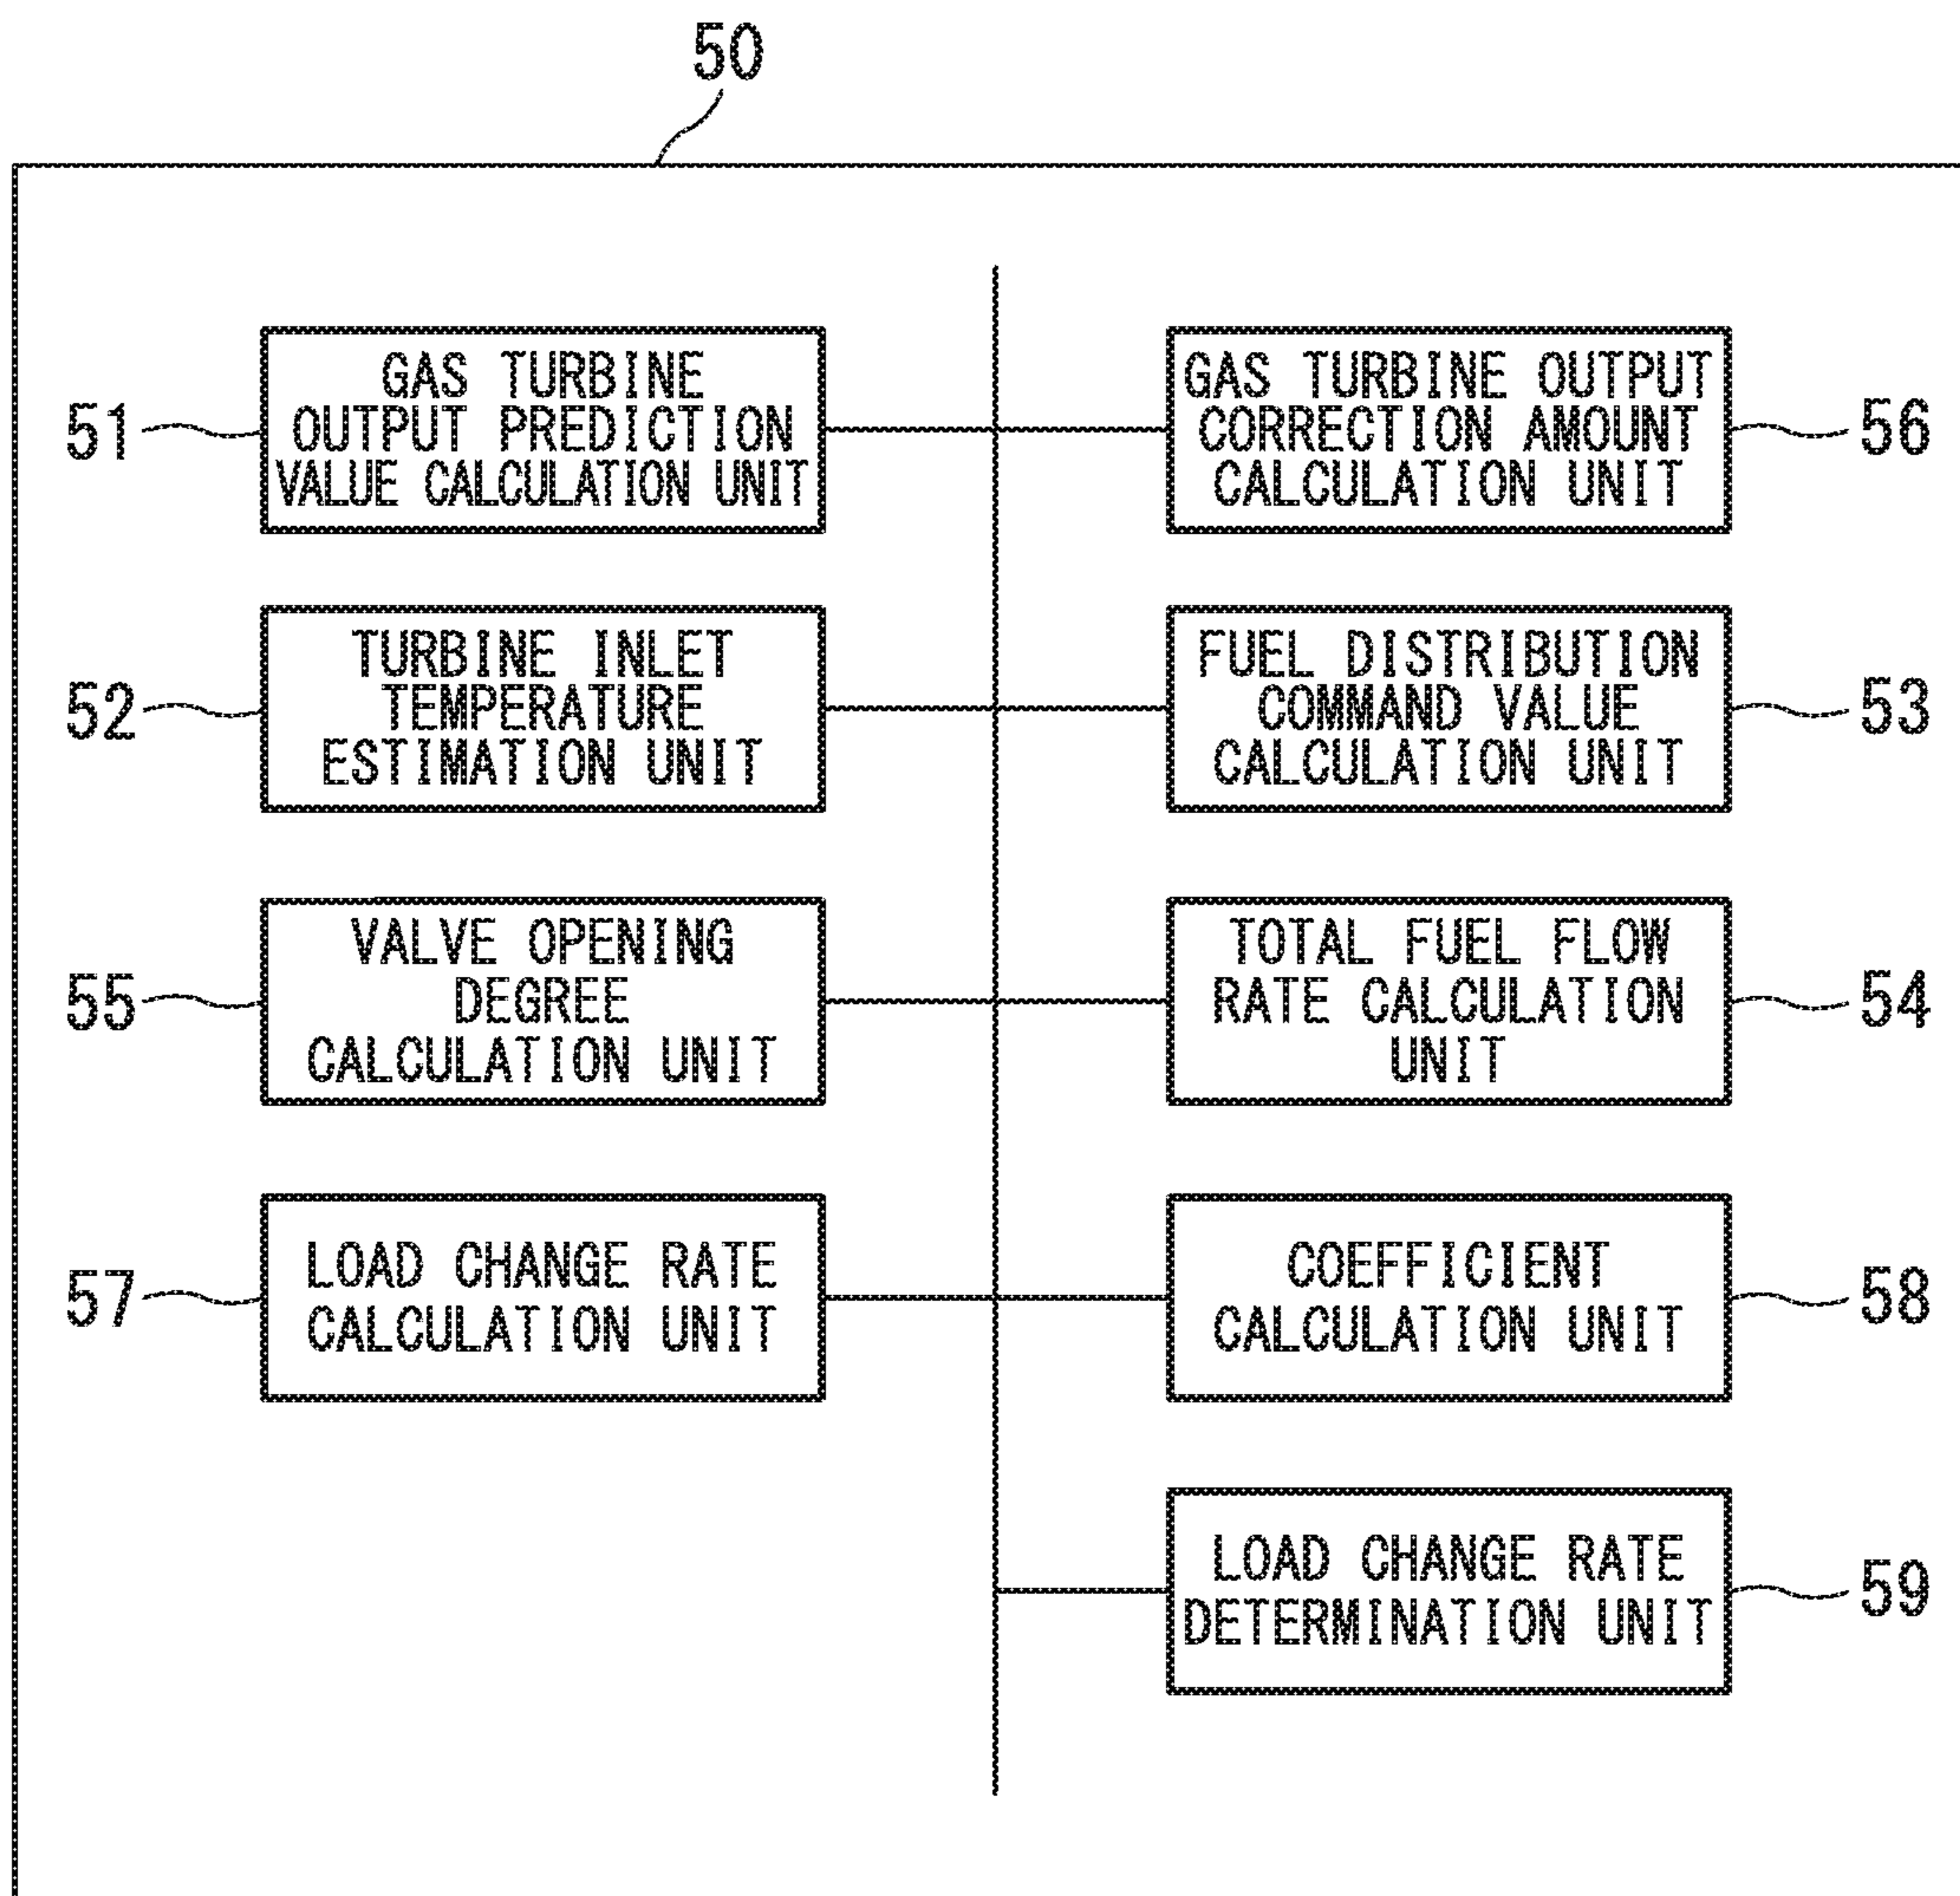 50
51
GAS TURBINE
OUTPUT PREDICTION
VALUE CALCULATION UNIT
GAS TURBINE OUTPUT
CORRECTION AMOUNT
CALCULATION UNIT
56
52
TURBINE INLET
TEMPERATURE
ESTIMATION UNIT
FUEL DISTRIBUTION
COMMAND VALUE
CALCULATION UNIT
53
55
VALVE OPENING
DEGREE
CALCULATION UNIT
TOTAL FUEL FLOW
RATE CALCULATION
UNIT
54
57
LOAD CHANGE RATE
CALCULATION UNIT
COEFFICIENT
CALCULATION UNIT
58
LOAD CHANGE RATE
DETERMINATION UNIT
59